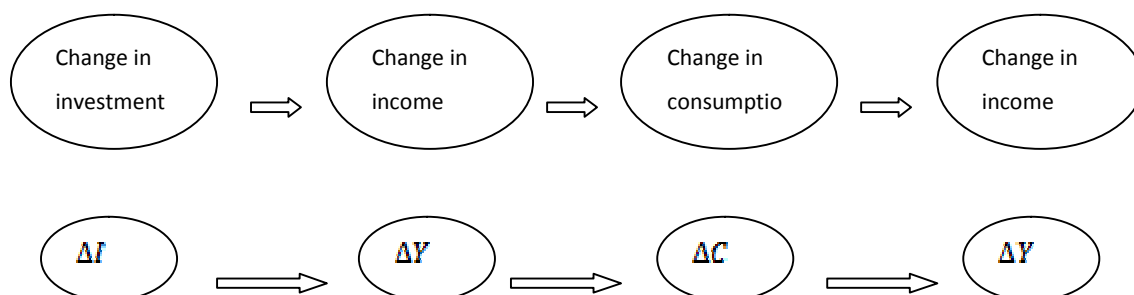 Change in
investment
Change in
income
Change in
consumptio
Change in
income
ΔI
ΔY
ΔC
ΔY